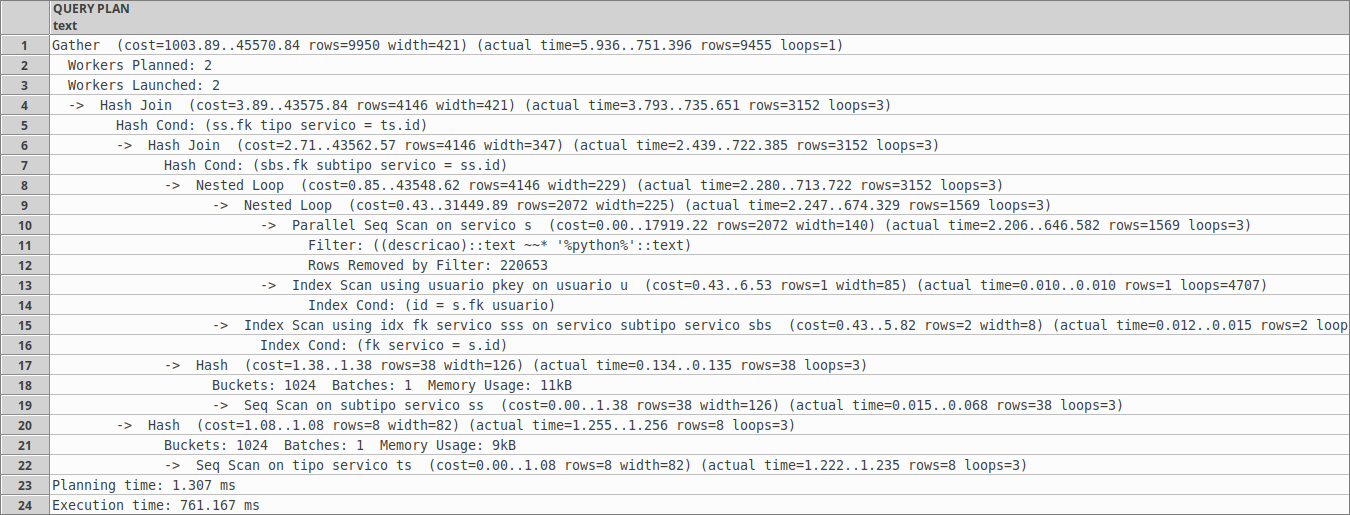 QUERY PLAN
text
1 Gather (cost=1003.89..45570.84 rows=9950 width=421) (actual time=5.936..751.396 rows=9455 loops=1)
2 Workers Planned: 2
3 Workers Launched: 2
4 -> Hash Join (cost=3.89..43575.84 rows=4146 width=421) (actual time=3.793..735.651 rows=3152 loops=3)
5 Hash Cond: (ss.fk tipo servico = ts.id)
6 -> Hash Join (cost=2.71..43562.57 rows=4146 width=347) (actual time=2.439..722.385 rows=3152 loops=3)
7 Hash Cond: (sbs.fk subtipo servico = ss.id)
8 -> Nested Loop (cost=0.85..43548.62 rows=4146 width=229) (actual time=2.280..713.722 rows=3152 loops=3)
9 -> Nested Loop (cost=0.43..31449.89 rows=2072 width=225) (actual time=2.247..674.329 rows=1569 loops=3)
10 -> Parallel Seq Scan on servico s (cost=0.00..17919.22 rows=2072 width=140) (actual time=2.206..646.582 rows=1569 loops=3)
11 Filter: ((descricao)::text ~~* '%python%'::text)
12 Rows Removed by Filter: 220653
13 -> Index Scan using usuario pkey on usuario u (cost=0.43..6.53 rows=1 width=85) (actual time=0.010..0.010 rows=1 loops=4707)
14 Index Cond: (id = s.fk usuario)
15 -> Index Scan using idx fk servico sss on servico subtipo servico sbs (cost=0.43..5.82 rows=2 width=8) (actual time=0.012..0.015 rows=2 loop
16 Index Cond: (fk servico = s.id)
17 -> Hash (cost=1.38..1.38 rows=38 width=126) (actual time=0.134..0.135 rows=38 loops=3)
18 Buckets: 1024 Batches: 1 Memory Usage: 11kB
19 -> Seq Scan on subtipo servico ss (cost=0.00..1.38 rows=38 width=126) (actual time=0.015..0.068 rows=38 loops=3)
20 -> Hash (cost=1.08..1.08 rows=8 width=82) (actual time=1.255..1.256 rows=8 loops=3)
21 Buckets: 1024 Batches: 1 Memory Usage: 9kB
22 -> Seq Scan on tipo servico ts (cost=0.00..1.08 rows=8 width=82) (actual time=1.222..1.235 rows=8 loops=3)
23 Planning time: 1.307 ms
24 Execution time: 761.167 ms